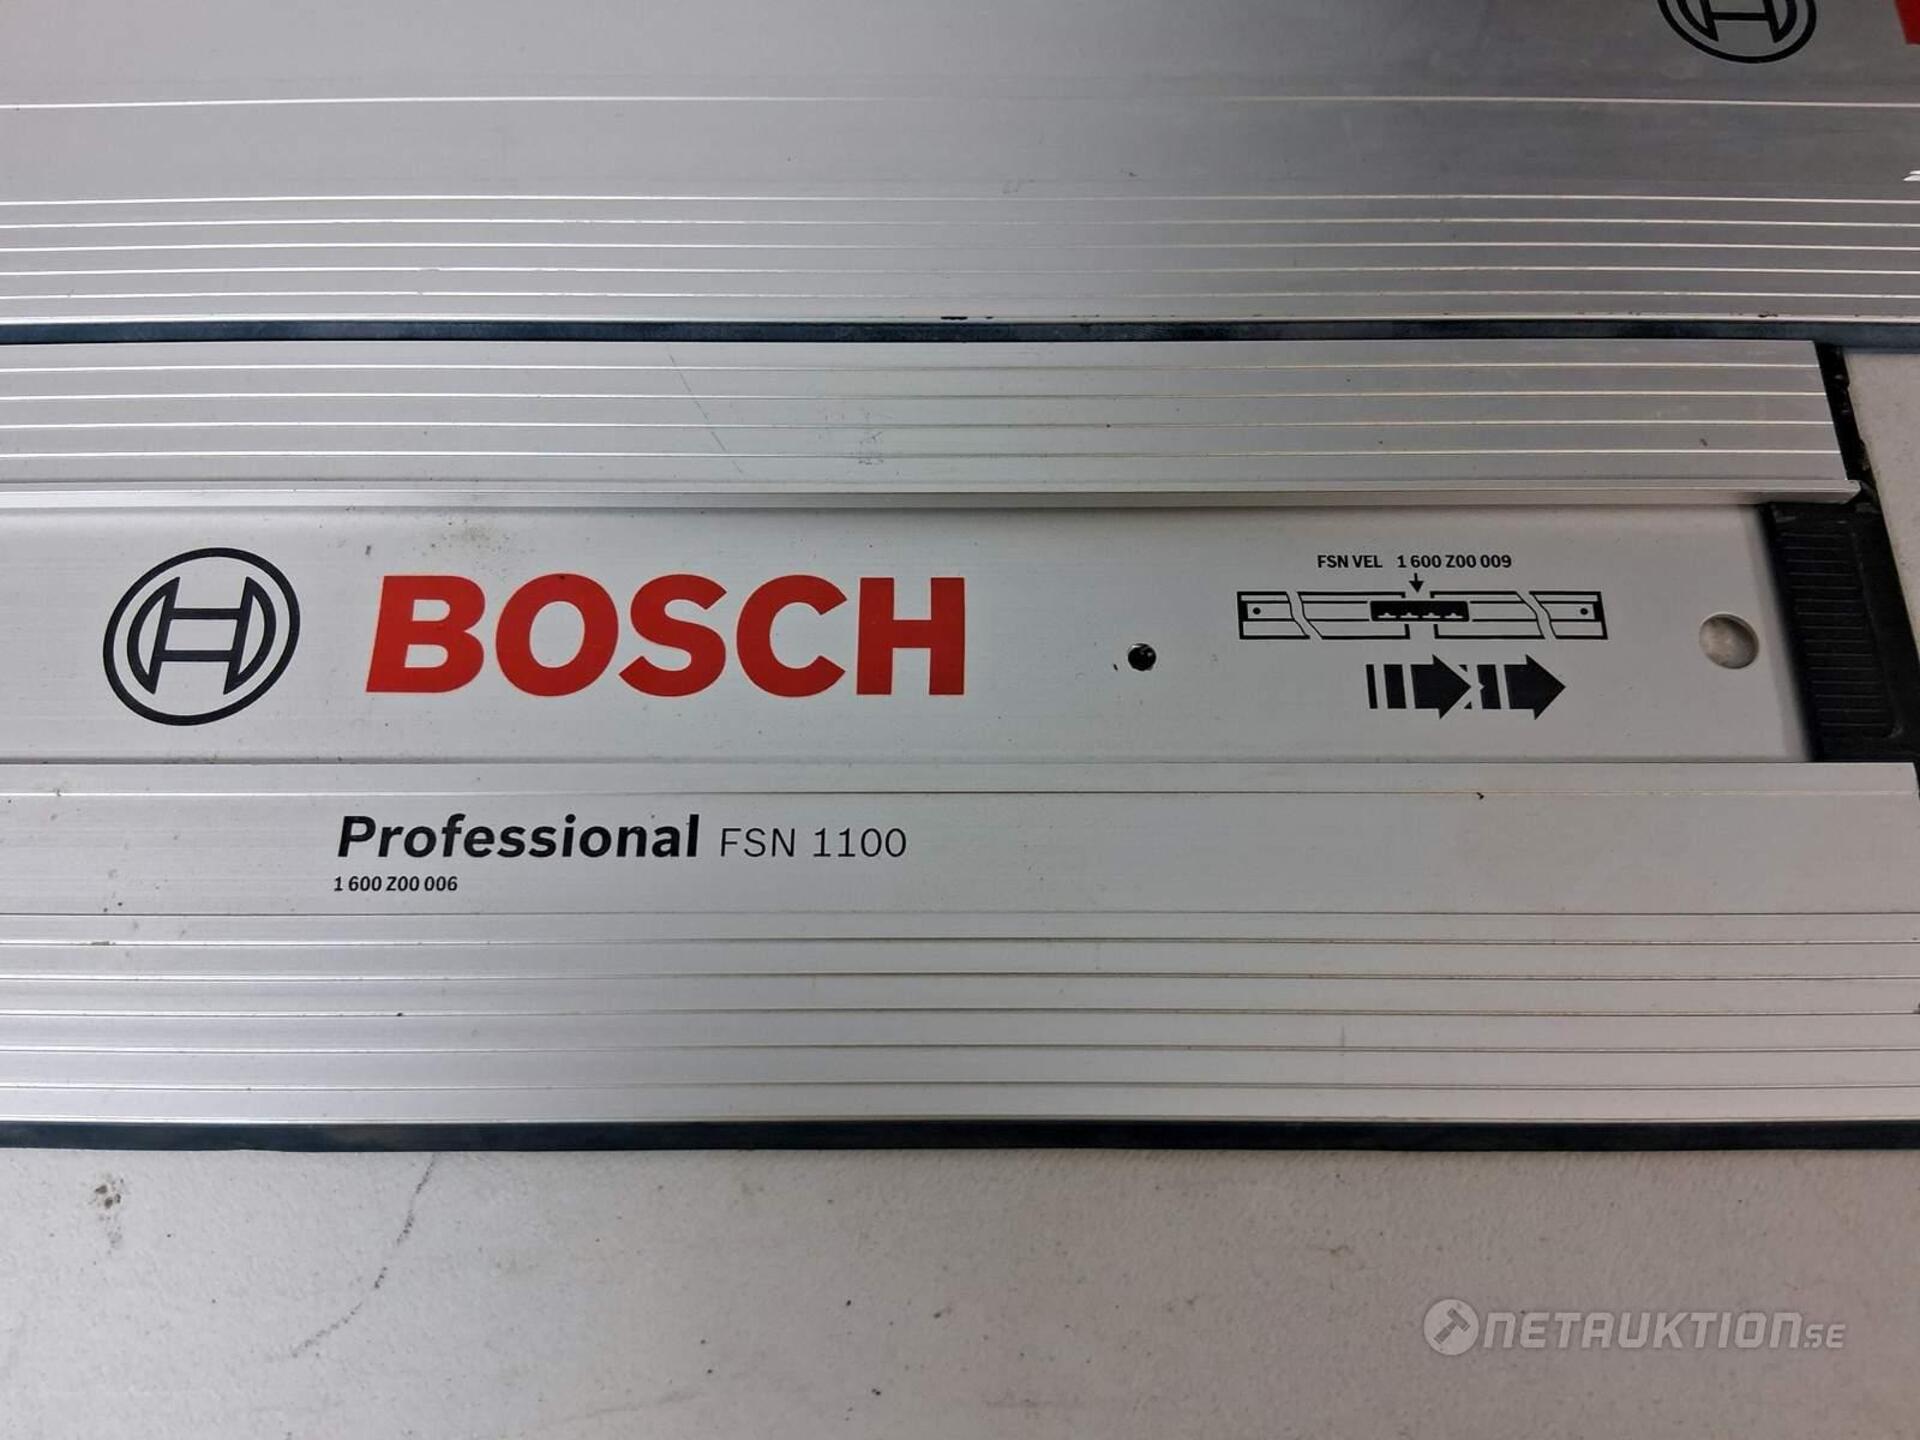 FSN VEL 1 600 Z00 009
BOSCH
Professional FSN 1100
1 600 Z00 006
NETAUKTION.SE